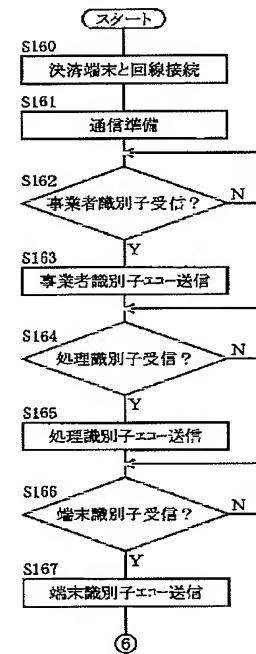 スタート
S160
決済端末と回線接続
S161
通信準備
S162
事業者識別子受信?
N
Y
S163
事業者識別子エコー送信
S164
処理識別子受信?
N
Y
S165
処理識別子エコー送信
S166
端末識別子受信?
N
Y
S167
端末識別子エコー送信
⑥